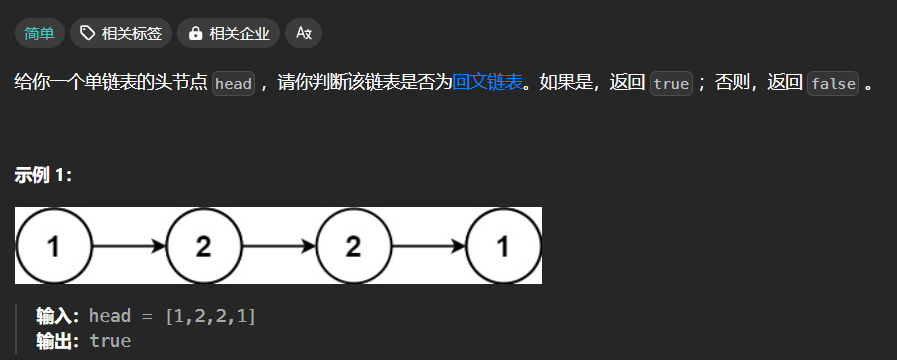 简单 相关标签 相关企业
给你一个单链表的头节点 head ，请你判断该链表是否为回文链表。如果是，返回 true ；否则，返回 false 。
示例 1：
1 2 2 1
输入：head = [1,2,2,1]
输出：true